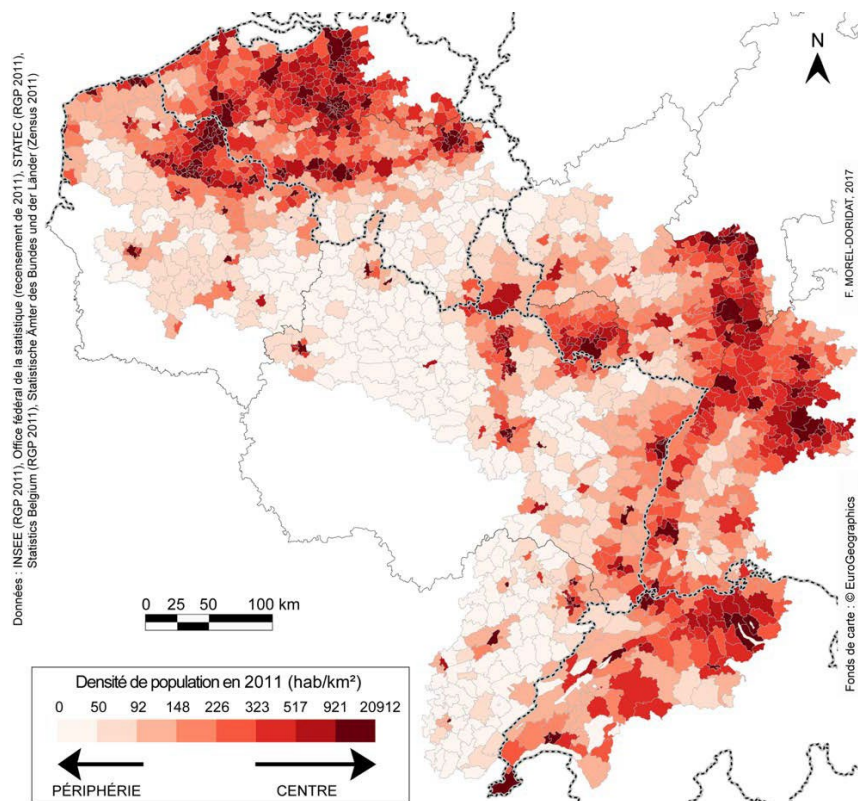 Données : INSEE (RGP 2011), Office fédéral de la statistique (recensement de 2011), STATEC (RGP 2011),
Statistics Belgium (RGP 2011), Statistische Ämter des Bundes und der Länder (Zensus 2011)
N
F. MOREL-DORIDAT, 2017
Fonds de carte : © EuroGeographics
0 25 50 100 km
Densité de population en 2011 (hab/km²)
0 50 92 148 226 323 517 921 20912
PÉRIPHÉRIE CENTRE